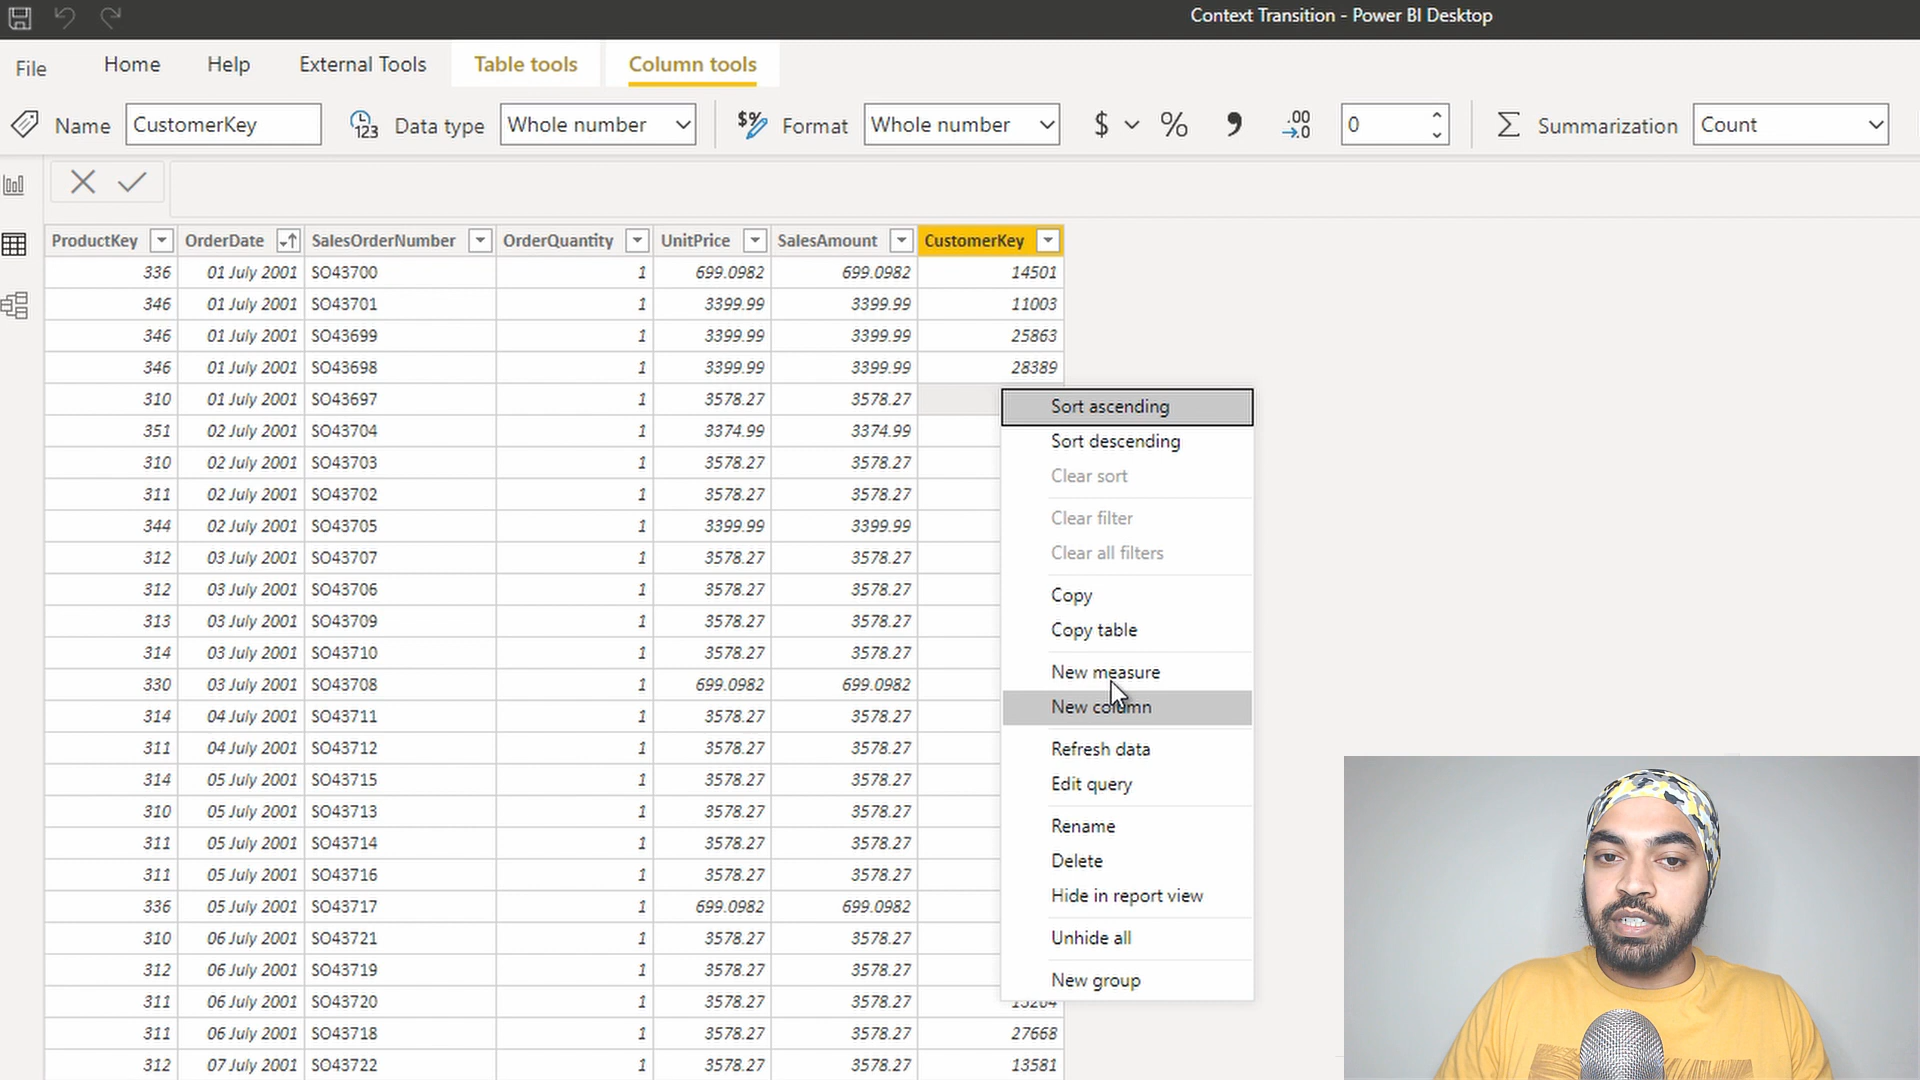 Context Transition - Power BI Desktop
File Home Help External Tools Table tools Column tools
Name CustomerKey Data type Whole number Format Whole number $ % , .00 →.0 0 Summarization Count
ProductKey OrderDate SalesOrderNumber OrderQuantity UnitPrice SalesAmount CustomerKey
336 01 July 2001 SO43700 1 699.0982 699.0982 14501
346 01 July 2001 SO43701 1 3399.99 3399.99 11003
346 01 July 2001 SO43699 1 3399.99 3399.99 25863
346 01 July 2001 SO43698 1 3399.99 3399.99 28389
310 01 July 2001 SO43697 1 3578.27 3578.27
351 02 July 2001 SO43704 1 3374.99 3374.99
310 02 July 2001 SO43703 1 3578.27 3578.27
311 02 July 2001 SO43702 1 3578.27 3578.27
344 02 July 2001 SO43705 1 3399.99 3399.99
312 03 July 2001 SO43707 1 3578.27 3578.27
312 03 July 2001 SO43706 1 3578.27 3578.27
313 03 July 2001 SO43709 1 3578.27 3578.27
314 03 July 2001 SO43710 1 3578.27 3578.27
330 03 July 2001 SO43708 1 699.0982 699.0982
314 04 July 2001 SO43711 1 3578.27 3578.27
311 04 July 2001 SO43712 1 3578.27 3578.27
314 05 July 2001 SO43715 1 3578.27 3578.27
310 05 July 2001 SO43713 1 3578.27 3578.27
311 05 July 2001 SO43714 1 3578.27 3578.27
311 05 July 2001 SO43716 1 3578.27 3578.27
336 05 July 2001 SO43717 1 699.0982 699.0982
310 06 July 2001 SO43721 1 3578.27 3578.27
312 06 July 2001 SO43719 1 3578.27 3578.27
311 06 July 2001 SO43720 1 3578.27 3578.27
311 06 July 2001 SO43718 1 3578.27 3578.27 27668
312 07 July 2001 SO43722 1 3578.27 3578.27 13581
Sort ascending
Sort descending
Clear sort
Clear filter
Clear all filters
Copy
Copy table
New measure
New column
Refresh data
Edit query
Rename
Delete
Hide in report view
Unhide all
New group